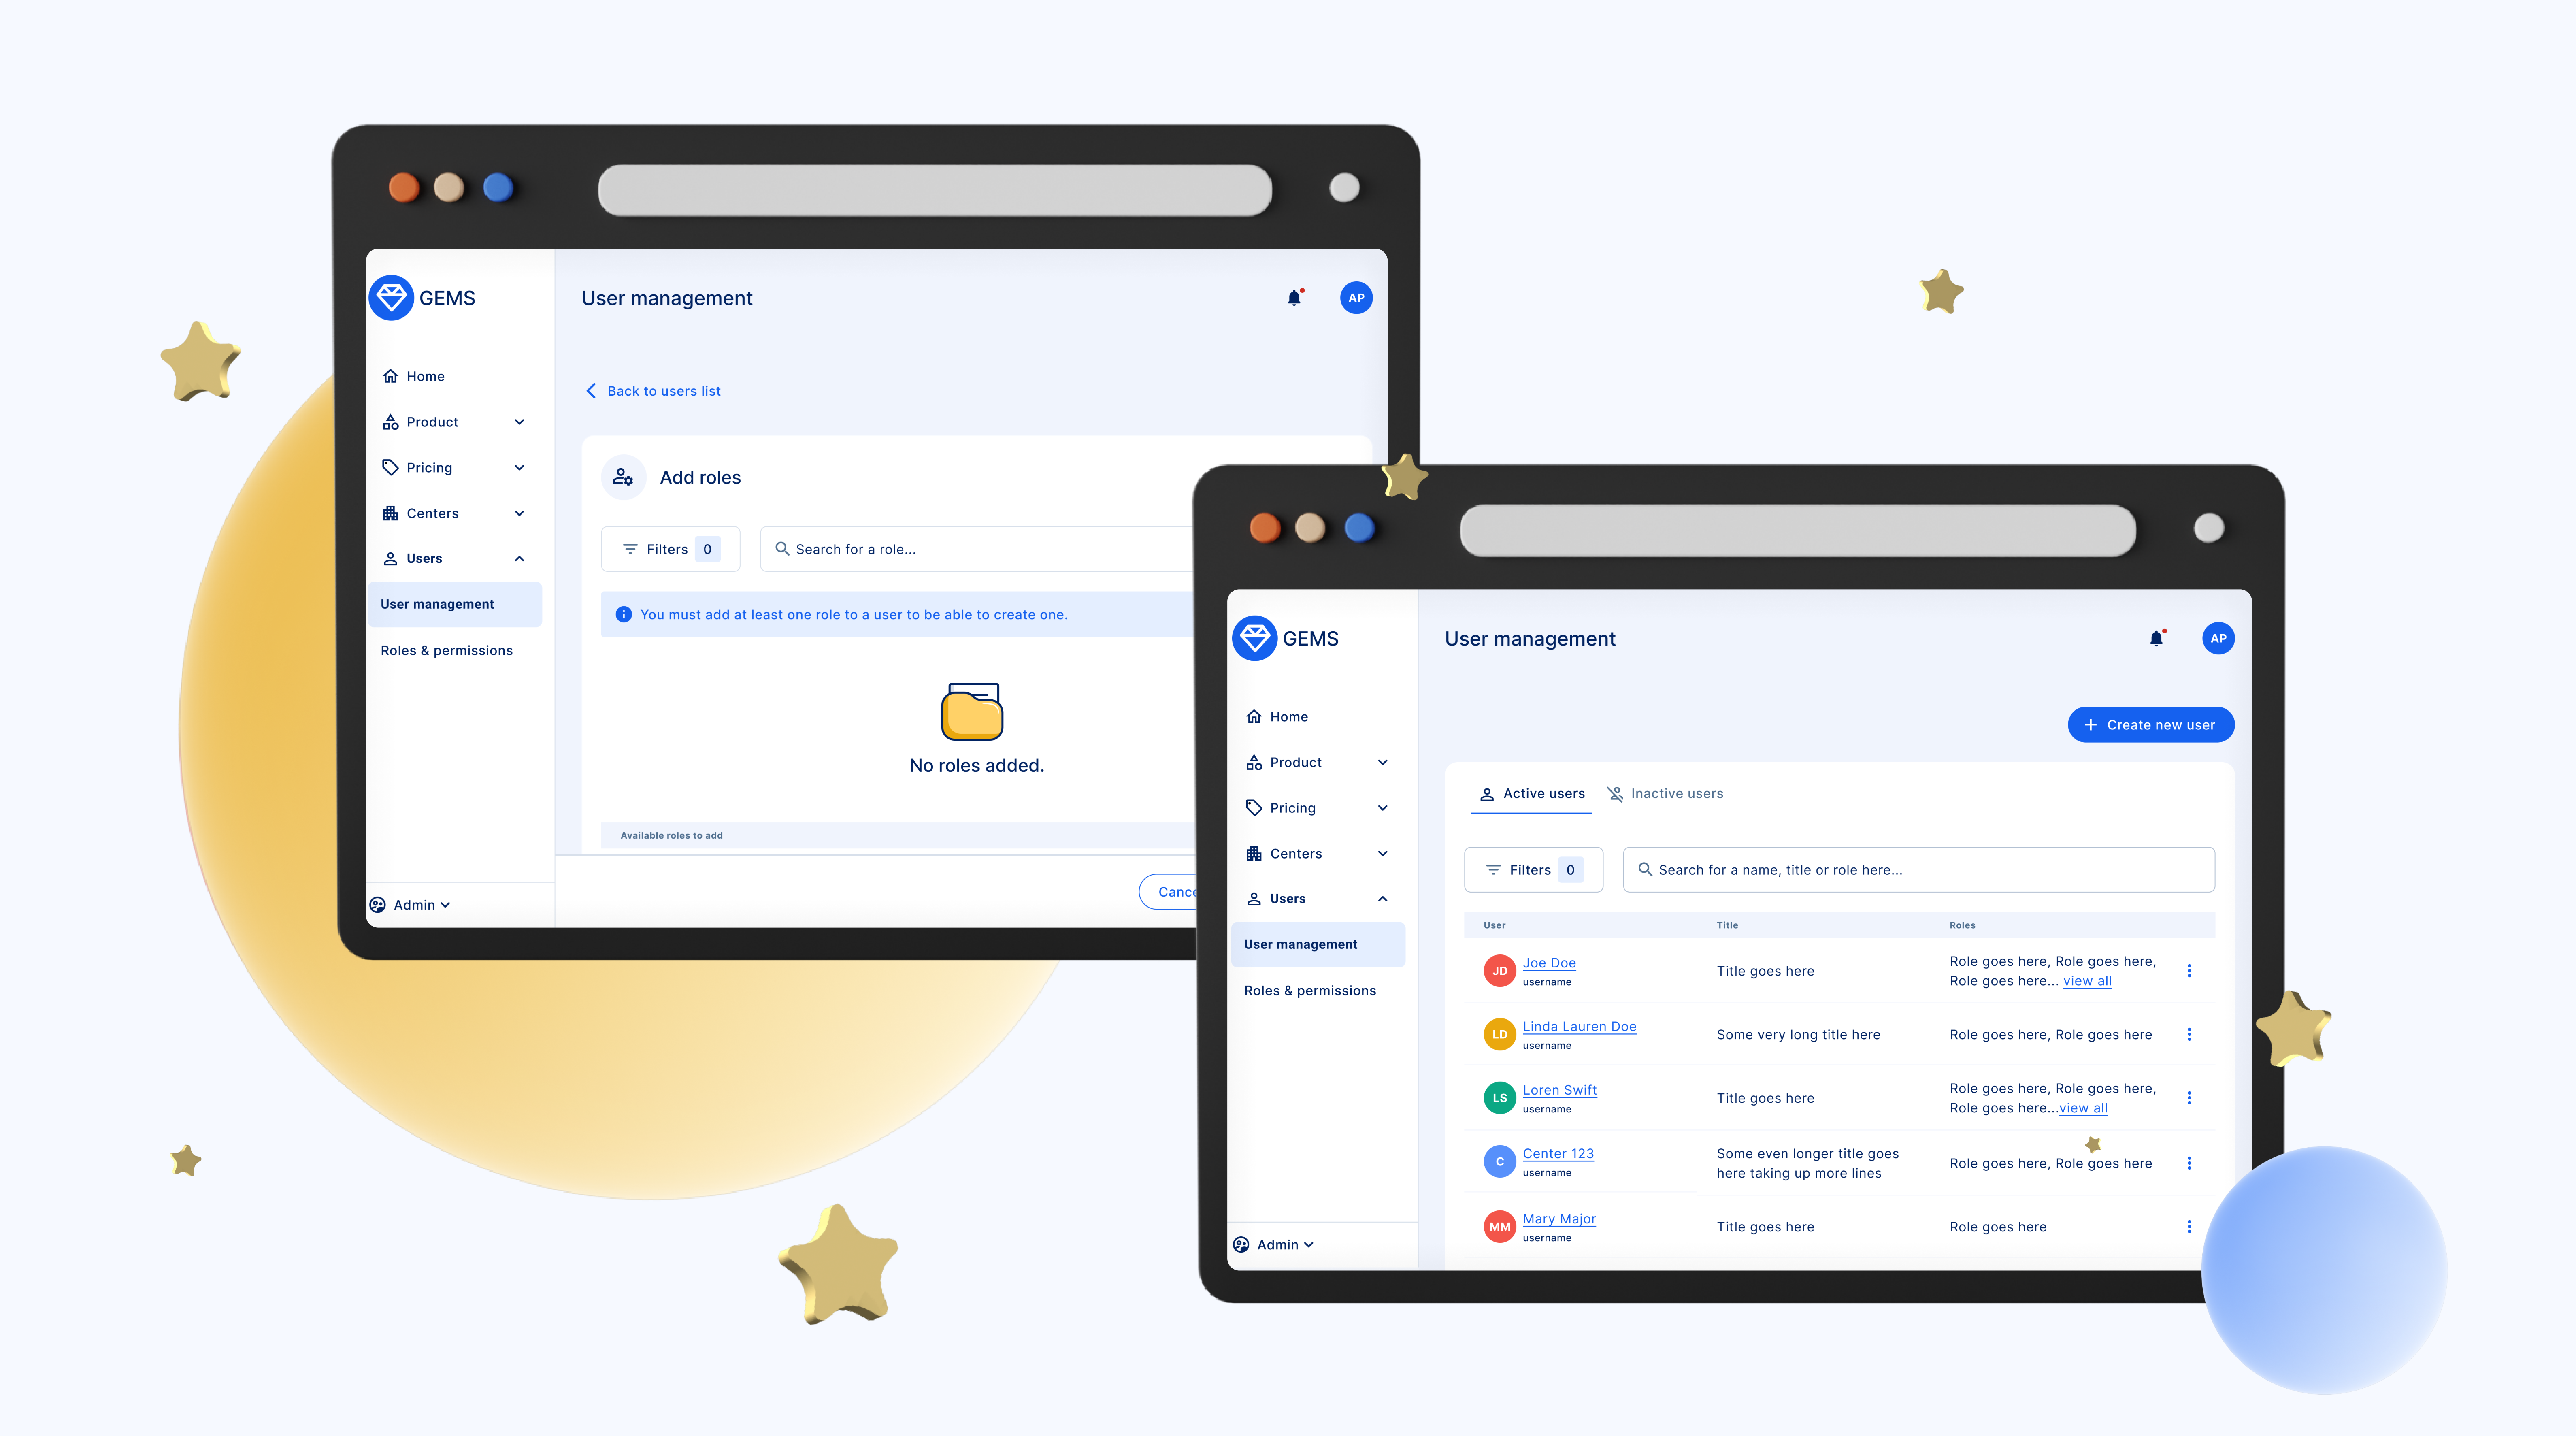 GEMS
User management
AP
Home
Back to users list
Product
Pricing
Add roles
Centers
Filters 0
Search for a role...
Users
User management
You must add at least one role to a user to be able to create one.
Roles & permissions
No roles added.
Available roles to add
Admin
GEMS
User management
AP
Home
Create new user
Product
Active users
Inactive users
Pricing
Centers
Filters 0
Search for a name, title or role here...
Users
User
Title
Roles
User management
Roles & permissions
JD
Joe Doe
username
Title goes here
Role goes here, Role goes here,
Role goes here... view all
LD
Linda Lauren Doe
username
Some very long title here
Role goes here, Role goes here
LS
Loren Swift
username
Title goes here
Role goes here, Role goes here,
Role goes here...view all
C
Center 123
username
Some even longer title goes
here taking up more lines
Role goes here, Role goes here
MM
Mary Major
username
Title goes here
Role goes here
Admin